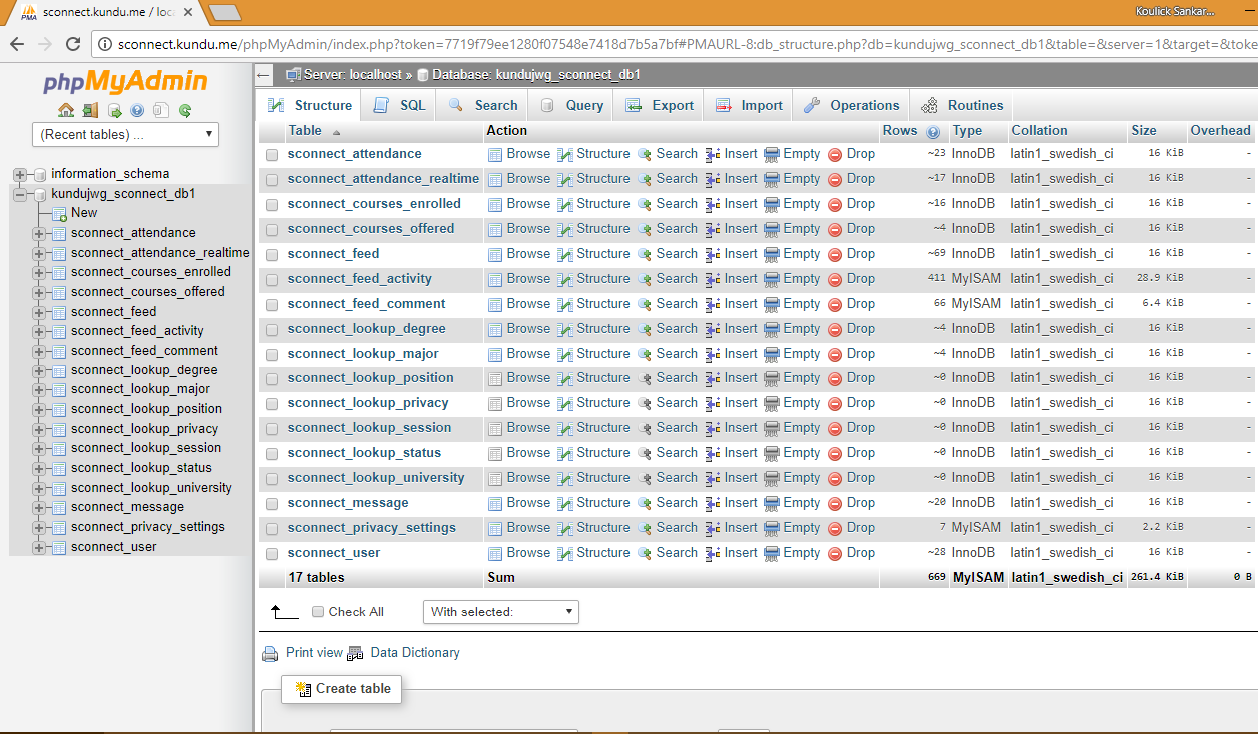 sconnect.kundu.me / loca
Koulick Sankar...
sconnect.kundu.me/phpMyAdmin/index.php?token=7719f79ee1280f07548e7418d7b5a7bf#PMAURL-8:db_structure.php?db=kundujwg_sconnect_db1&table=&server=1&target=&toke
phpMyAdmin
(Recent tables) ...
information_schema
kundujwg_sconnect_db1
New
sconnect_attendance
sconnect_attendance_realtime
sconnect_courses_enrolled
sconnect_courses_offered
sconnect_feed
sconnect_feed_activity
sconnect_feed_comment
sconnect_lookup_degree
sconnect_lookup_major
sconnect_lookup_position
sconnect_lookup_privacy
sconnect_lookup_session
sconnect_lookup_status
sconnect_lookup_university
sconnect_message
sconnect_privacy_settings
sconnect_user
Server: localhost » Database: kundujwg_sconnect_db1
Structure SQL Search Query Export Import Operations Routines
Table Action Rows Type Collation Size Overhead
sconnect_attendance Browse Structure Search Insert Empty Drop ~23 InnoDB latin1_swedish_ci 16 KiB -
sconnect_attendance_realtime Browse Structure Search Insert Empty Drop ~17 InnoDB latin1_swedish_ci 16 KiB -
sconnect_courses_enrolled Browse Structure Search Insert Empty Drop ~16 InnoDB latin1_swedish_ci 16 KiB -
sconnect_courses_offered Browse Structure Search Insert Empty Drop ~4 InnoDB latin1_swedish_ci 16 KiB -
sconnect_feed Browse Structure Search Insert Empty Drop ~69 InnoDB latin1_swedish_ci 16 KiB -
sconnect_feed_activity Browse Structure Search Insert Empty Drop 411 MyISAM latin1_swedish_ci 28.9 KiB -
sconnect_feed_comment Browse Structure Search Insert Empty Drop 66 MyISAM latin1_swedish_ci 6.4 KiB -
sconnect_lookup_degree Browse Structure Search Insert Empty Drop ~4 InnoDB latin1_swedish_ci 16 KiB -
sconnect_lookup_major Browse Structure Search Insert Empty Drop ~4 InnoDB latin1_swedish_ci 16 KiB -
sconnect_lookup_position Browse Structure Search Insert Empty Drop ~0 InnoDB latin1_swedish_ci 16 KiB -
sconnect_lookup_privacy Browse Structure Search Insert Empty Drop ~0 InnoDB latin1_swedish_ci 16 KiB -
sconnect_lookup_session Browse Structure Search Insert Empty Drop ~0 InnoDB latin1_swedish_ci 16 KiB -
sconnect_lookup_status Browse Structure Search Insert Empty Drop ~0 InnoDB latin1_swedish_ci 16 KiB -
sconnect_lookup_university Browse Structure Search Insert Empty Drop ~0 InnoDB latin1_swedish_ci 16 KiB -
sconnect_message Browse Structure Search Insert Empty Drop ~20 InnoDB latin1_swedish_ci 16 KiB -
sconnect_privacy_settings Browse Structure Search Insert Empty Drop 7 MyISAM latin1_swedish_ci 2.2 KiB -
sconnect_user Browse Structure Search Insert Empty Drop ~28 InnoDB latin1_swedish_ci 16 KiB -
17 tables Sum 669 MyISAM latin1_swedish_ci 261.4 KiB 0 B
Check All With selected:
Print view Data Dictionary
Create table